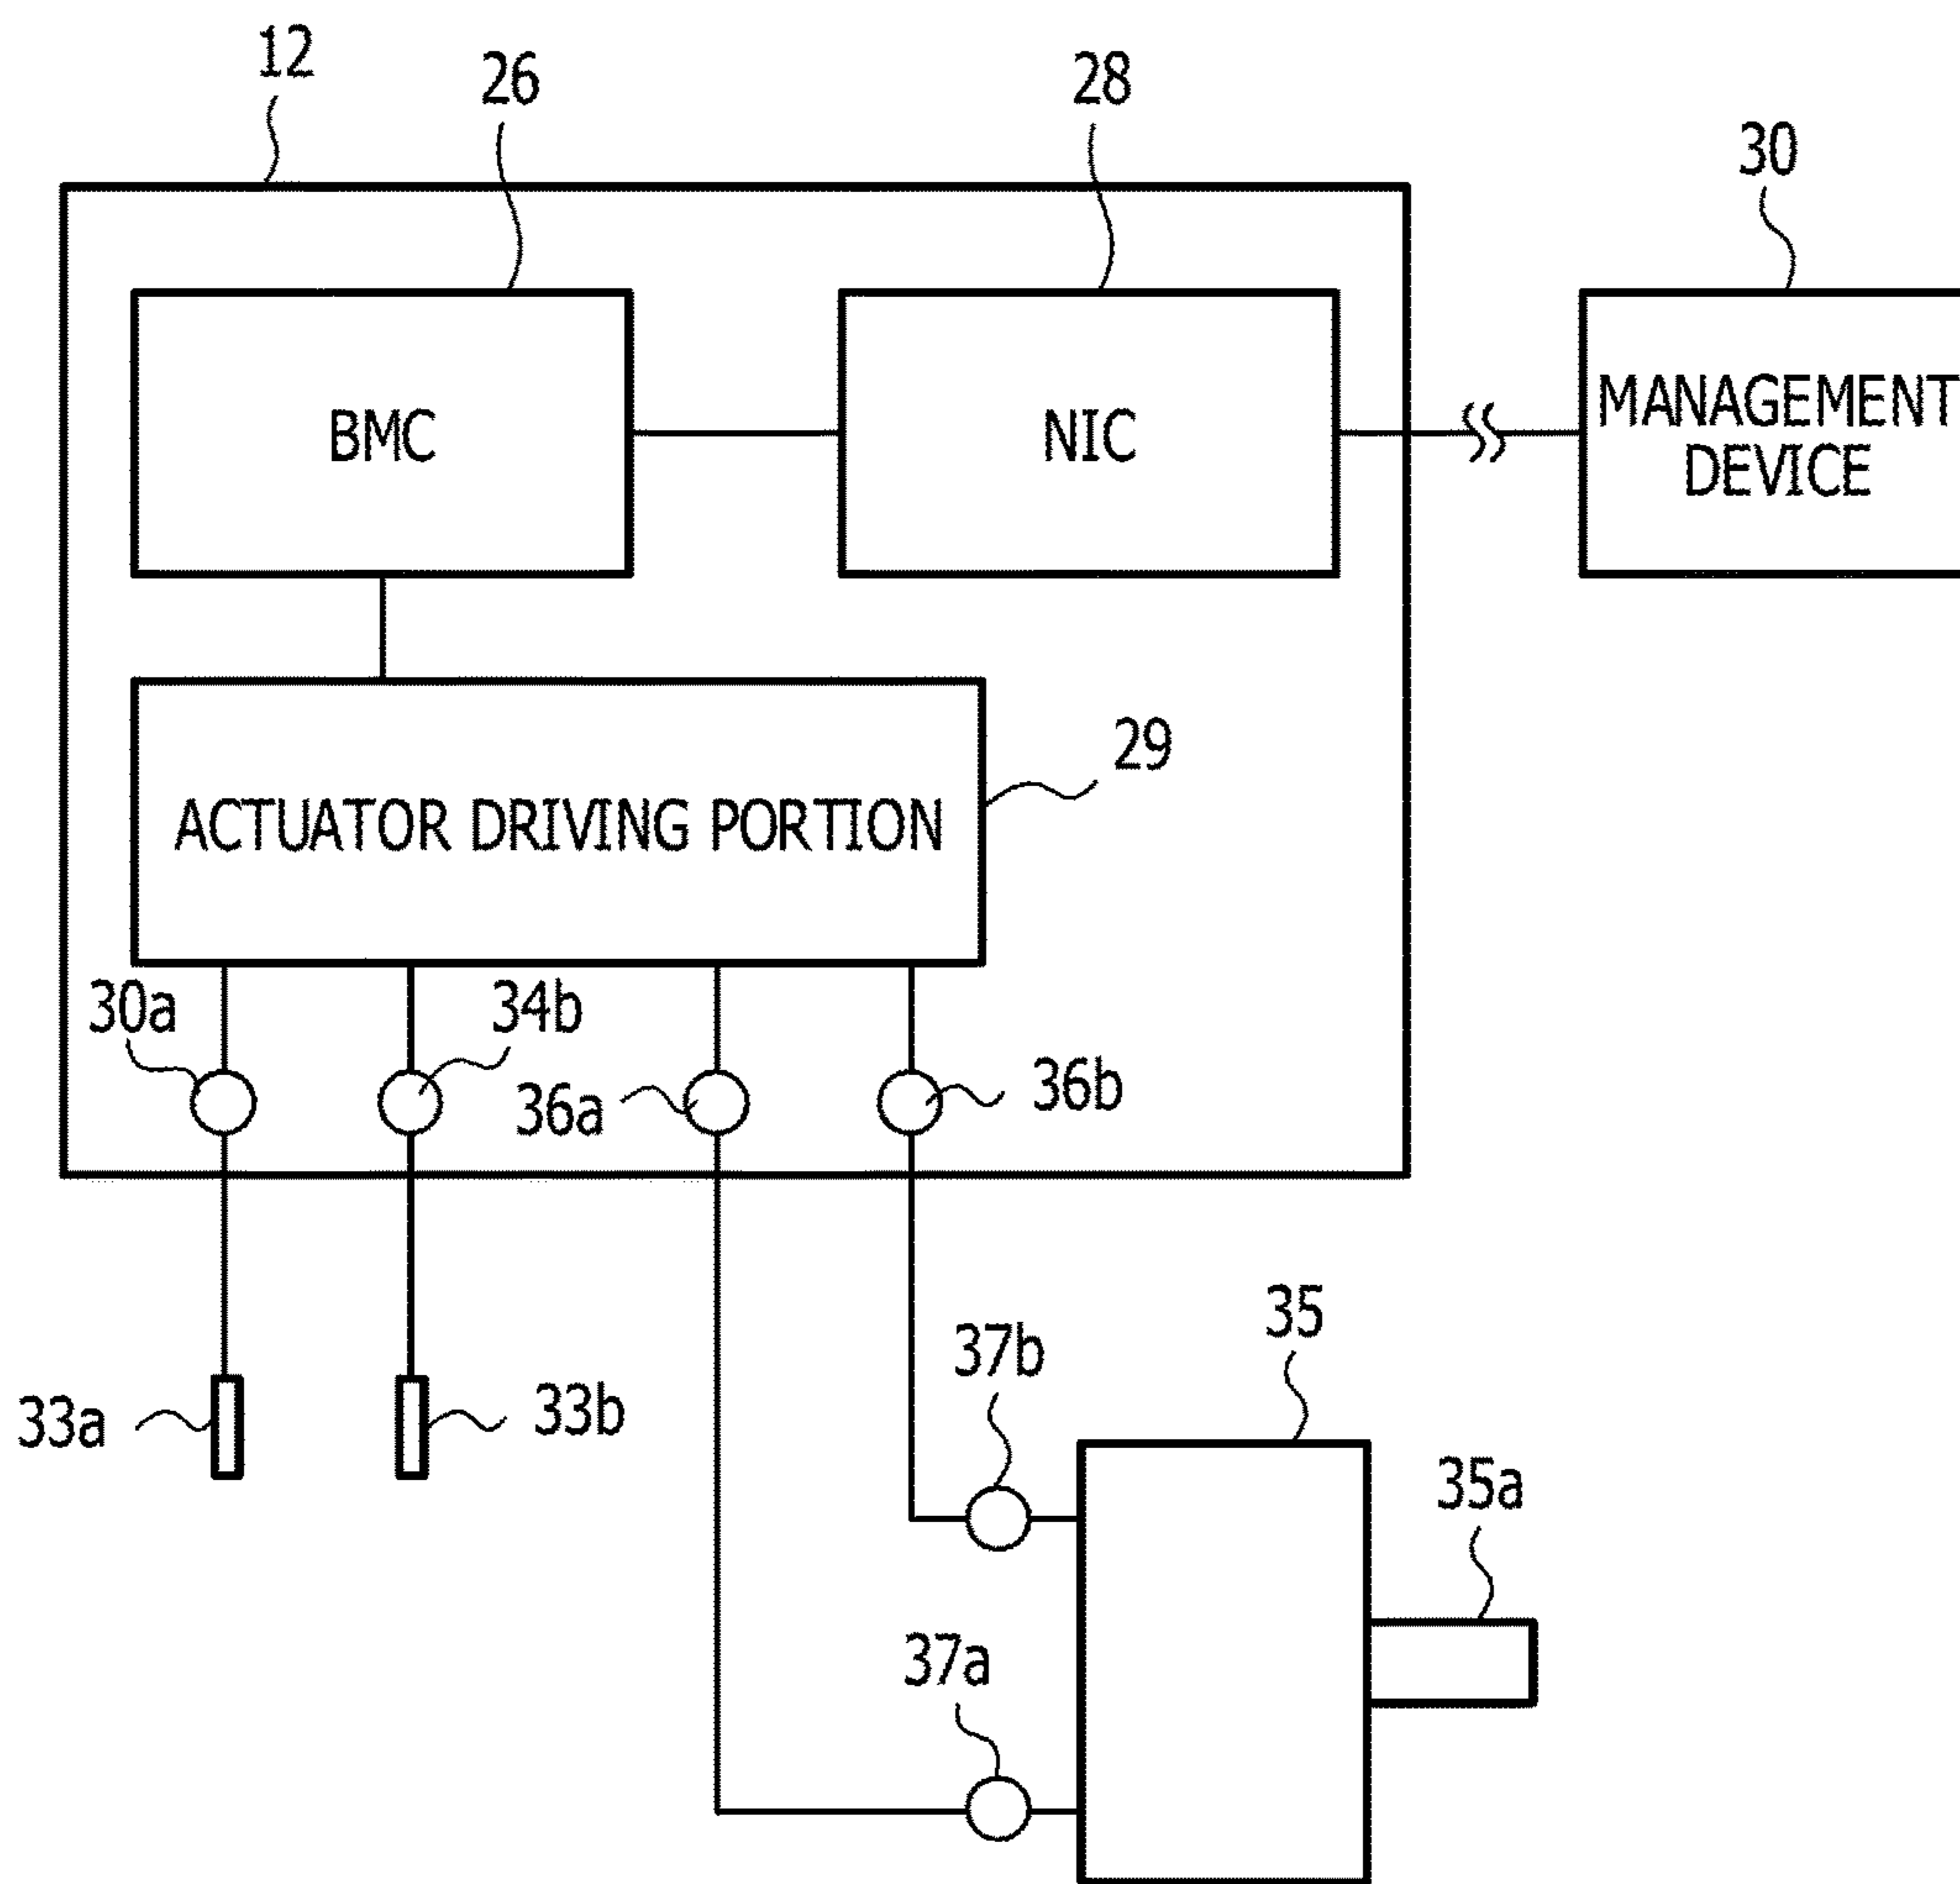 12
26
28
30
BMC
NIC
MANAGEMENT
DEVICE
29
ACTUATOR DRIVING PORTION
30a
34b
36a
36b
33a
33b
37b
35
35a
37a